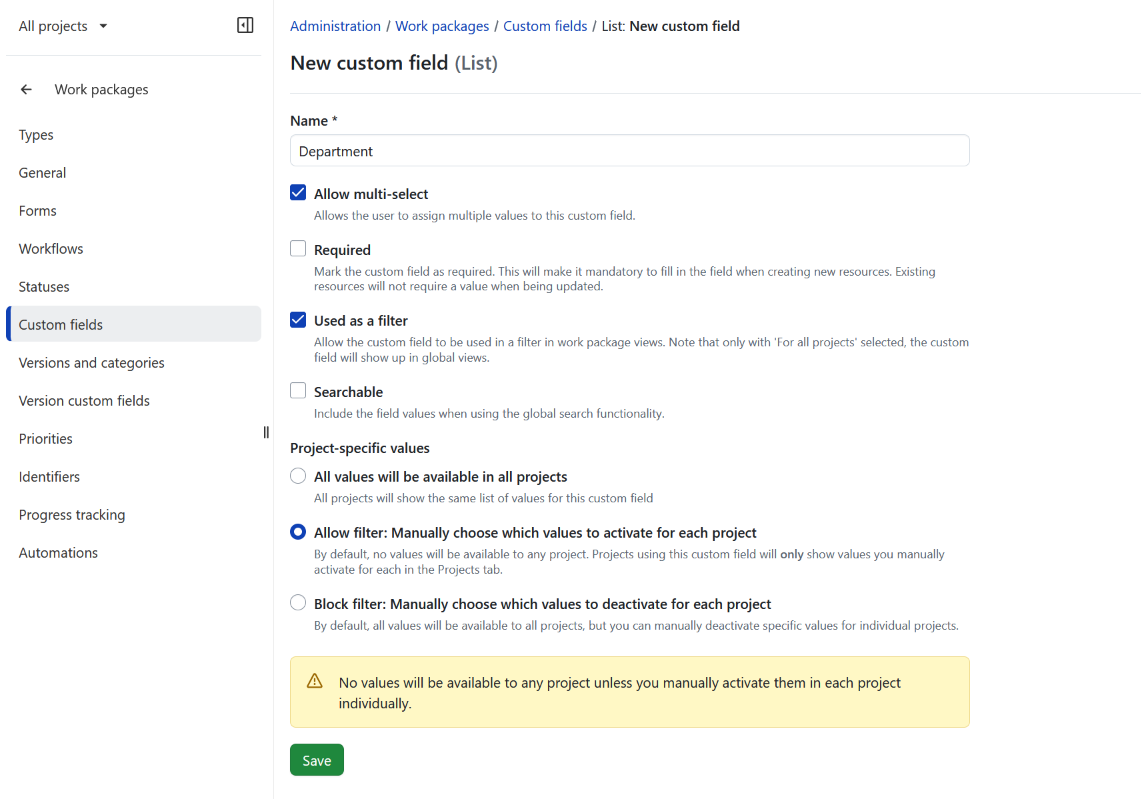 All projects
Work packages
Types
General
Forms
Workflows
Statuses
Custom fields
Versions and categories
Version custom fields
Priorities
Identifiers
Progress tracking
Automations
Administration / Work packages / Custom fields / List: New custom field
New custom field (List)
Name *
Department
Allow multi-select
Allows the user to assign multiple values to this custom field.
Required
Mark the custom field as required. This will make it mandatory to fill in the field when creating new resources. Existing
resources will not require a value when being updated.
Used as a filter
Allow the custom field to be used in a filter in work package views. Note that only with 'For all projects' selected, the custom
field will show up in global views.
Searchable
Include the field values when using the global search functionality.
Project-specific values
All values will be available in all projects
All projects will show the same list of values for this custom field
Allow filter: Manually choose which values to activate for each project
By default, no values will be available to any project. Projects using this custom field will only show values you manually
activate for each in the Projects tab.
Block filter: Manually choose which values to deactivate for each project
By default, all values will be available to all projects, but you can manually deactivate specific values for individual projects.
No values will be available to any project unless you manually activate them in each project
individually.
Save